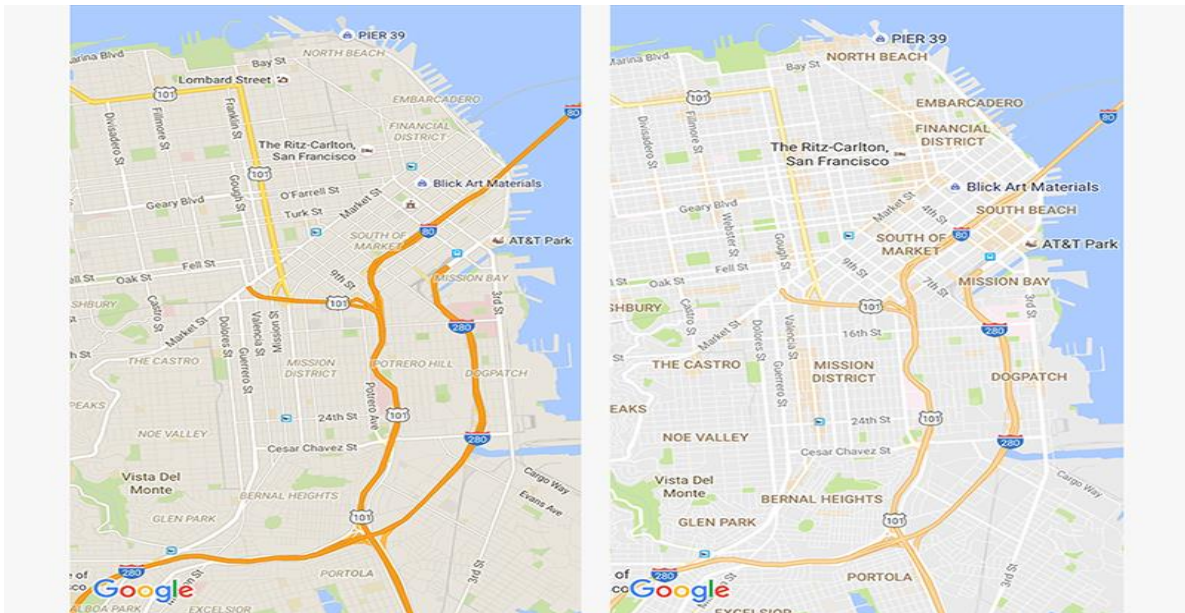 PIER 39
NORTH BEACH
Marina Blvd
Bay St
Lombard Street
101
Franklin St
Fillmore St
Divisadero St
EMBARCADERO
FINANCIAL
DISTRICT
80
The Ritz-Carlton,
San Francisco
101
Gough St
Blick Art Materials
O'Farrell St
Geary Blvd
Market St
Turk St
SOUTH OF
MARKET
80
AT&T Park
Fell St
Oak St
9th St
MISSION BAY
3rd St
101
Castro St
Market St
Dolores St
Valencia St
Guerrero St
Mission St
280
THE CASTRO
MISSION
DISTRICT
POTRERO HILL
DOGPATCH
PEAKS
Potrero Ave
24th St
101
NOE VALLEY
Cesar Chavez St
280
Vista Del
Monte
BERNAL HEIGHTS
Cargo Way
Evans Ave
GLEN PARK
101
280
3rd St
PORTOLA
Google
EXCELSIOR
PIER 39
NORTH BEACH
Bay St
101
Fillmore St
Divisadero St
EMBARCADERO
FINANCIAL
DISTRICT
80
The Ritz-Carlton,
San Francisco
101
Blick Art Materials
Geary Blvd
Market St
4th St
SOUTH BEACH
Webster St
Gough St
SOUTH OF
MARKET
80
AT&T Park
Fell St
Oak St
9th St
7th St
MISSION BAY
3rd St
101
Castro St
Market St
16th St
280
Dolores St
Valencia St
Guerrero St
THE CASTRO
MISSION
DISTRICT
DOGPATCH
EAKS
24th St
101
NOE VALLEY
Cesar Chavez St
280
Vista Del
Monte
BERNAL HEIGHTS
Cargo Way
GLEN PARK
101
280
3rd St
PORTOLA
Google